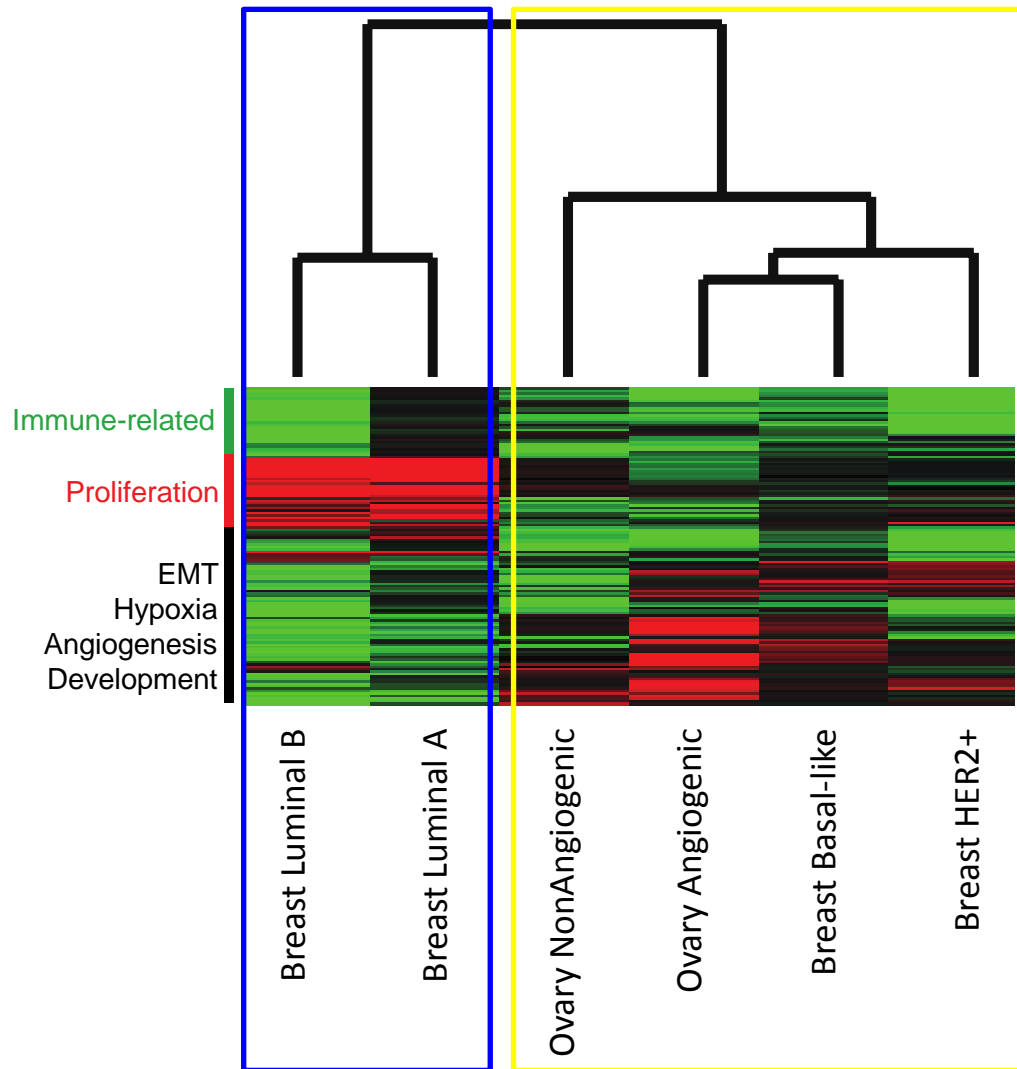 Immune-related
Proliferation
EMT
Hypoxia
Angiogenesis
Development
Breast Luminal B
Breast Luminal A
Ovary NonAngiogenic
Ovary Angiogenic
Breast Basal-like
Breast HER2+